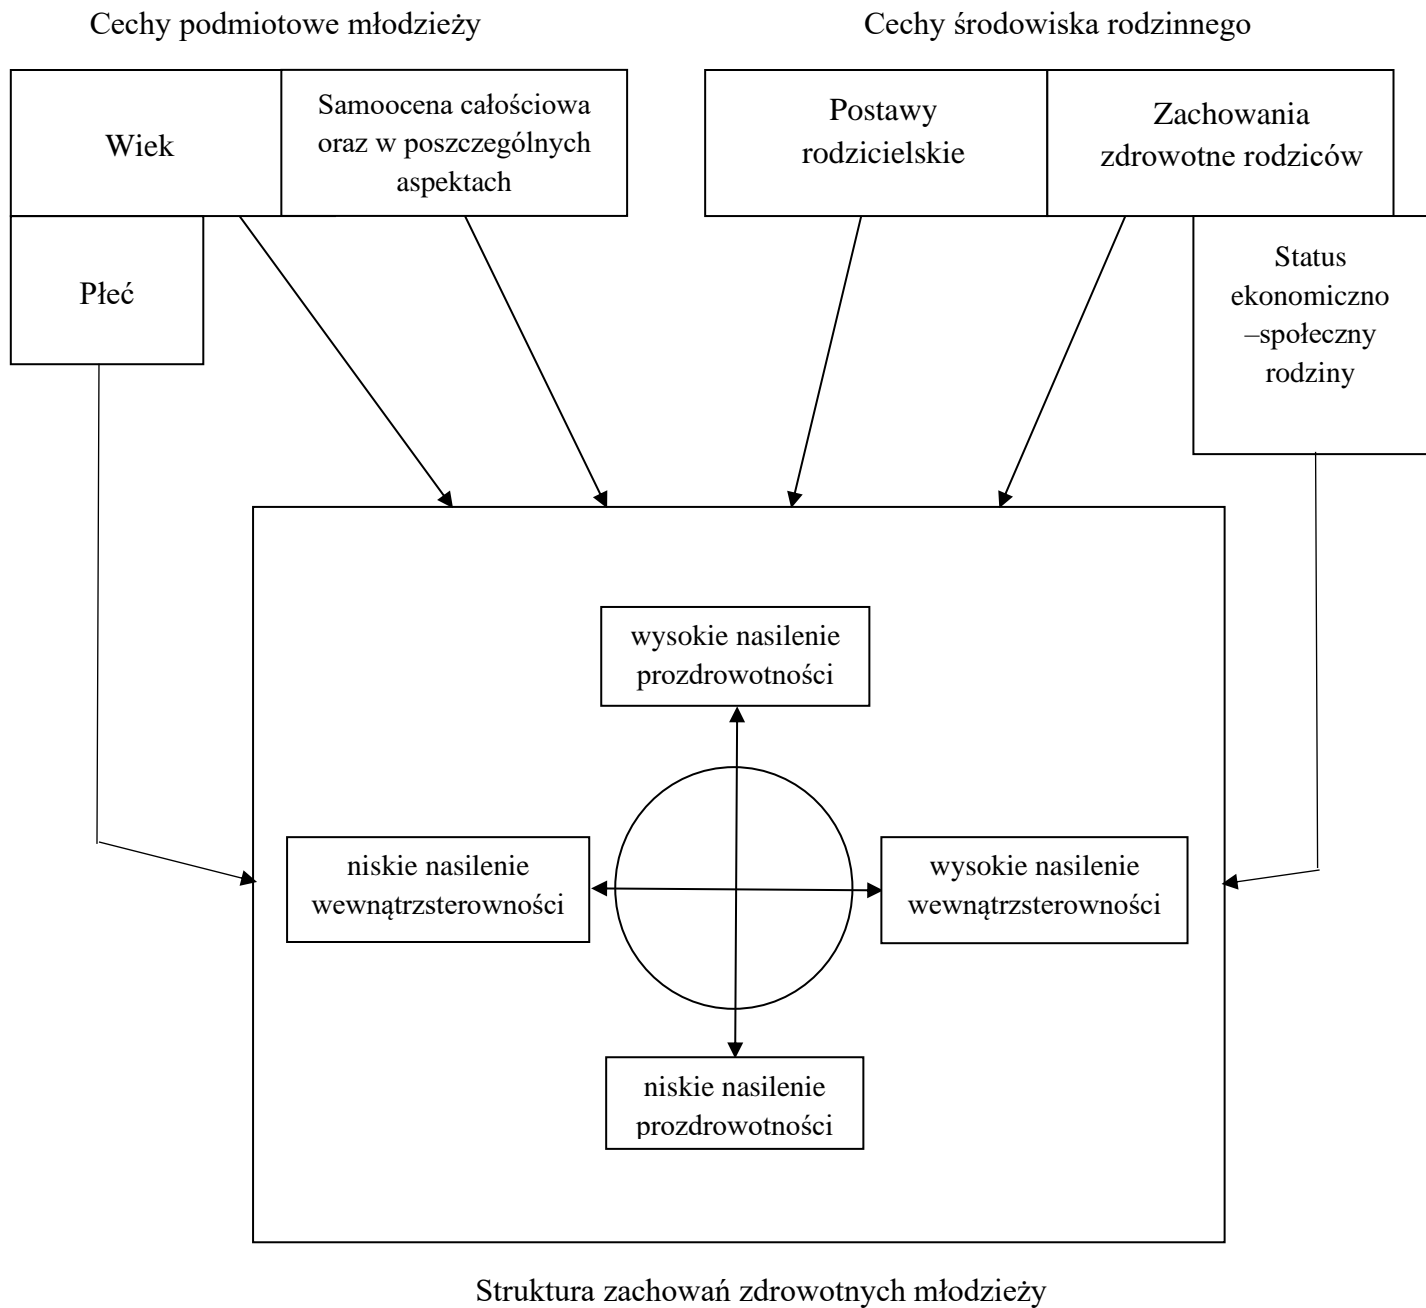 Cechy podmiotowe młodzieży
Cechy środowiska rodzinnego
Wiek
Samoocena całościowa
oraz w poszczególnych
aspektach
Postawy
rodzicielskie
Zachowania
zdrowotne rodziców
Płeć
Status
ekonomiczno
–społeczny
rodziny
wysokie nasilenie
prozdrowotności
niskie nasilenie
wewnątrzsterowności
wysokie nasilenie
wewnątrzsterowności
niskie nasilenie
prozdrowotności
Struktura zachowań zdrowotnych młodzieży